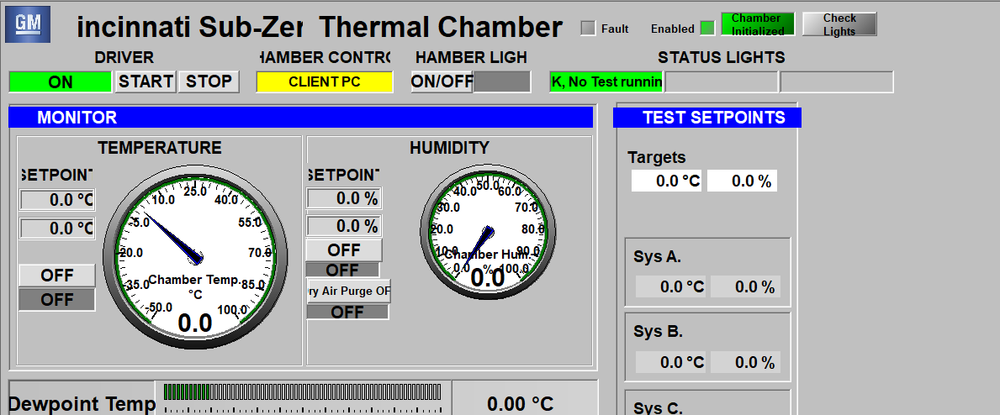 GM
incinnati Sub-Zer Thermal Chamber
Fault
Enabled
Chamber
Initialized
Check
Lights
DRIVER
HAMBER CONTRO
HAMBER LIGH
STATUS LIGHTS
ON
START
STOP
CLIENT PC
ON/OFF
K, No Test runnin
MONITOR
TEST SETPOINTS
TEMPERATURE
SETPOINT
0.0 °C
0.0 °C
OFF
OFF
-50.0
-35.0
-20.0
-5.0
10.0
25.0
40.0
55.0
70.0
85.0
100.0
Chamber Temp.
°C
0.0
HUMIDITY
SETPOINT
0.0 %
0.0 %
OFF
OFF
Dry Air Purge OF
OFF
0.0
10.0
20.0
30.0
40.0
50.0
60.0
70.0
80.0
90.0
100.0
Chamber Hum.
%
0.0
Targets
0.0 °C 0.0 %
Sys A.
0.0 °C 0.0 %
Sys B.
0.0 °C 0.0 %
Sys C.
Dewpoint Temp
0.00 °C